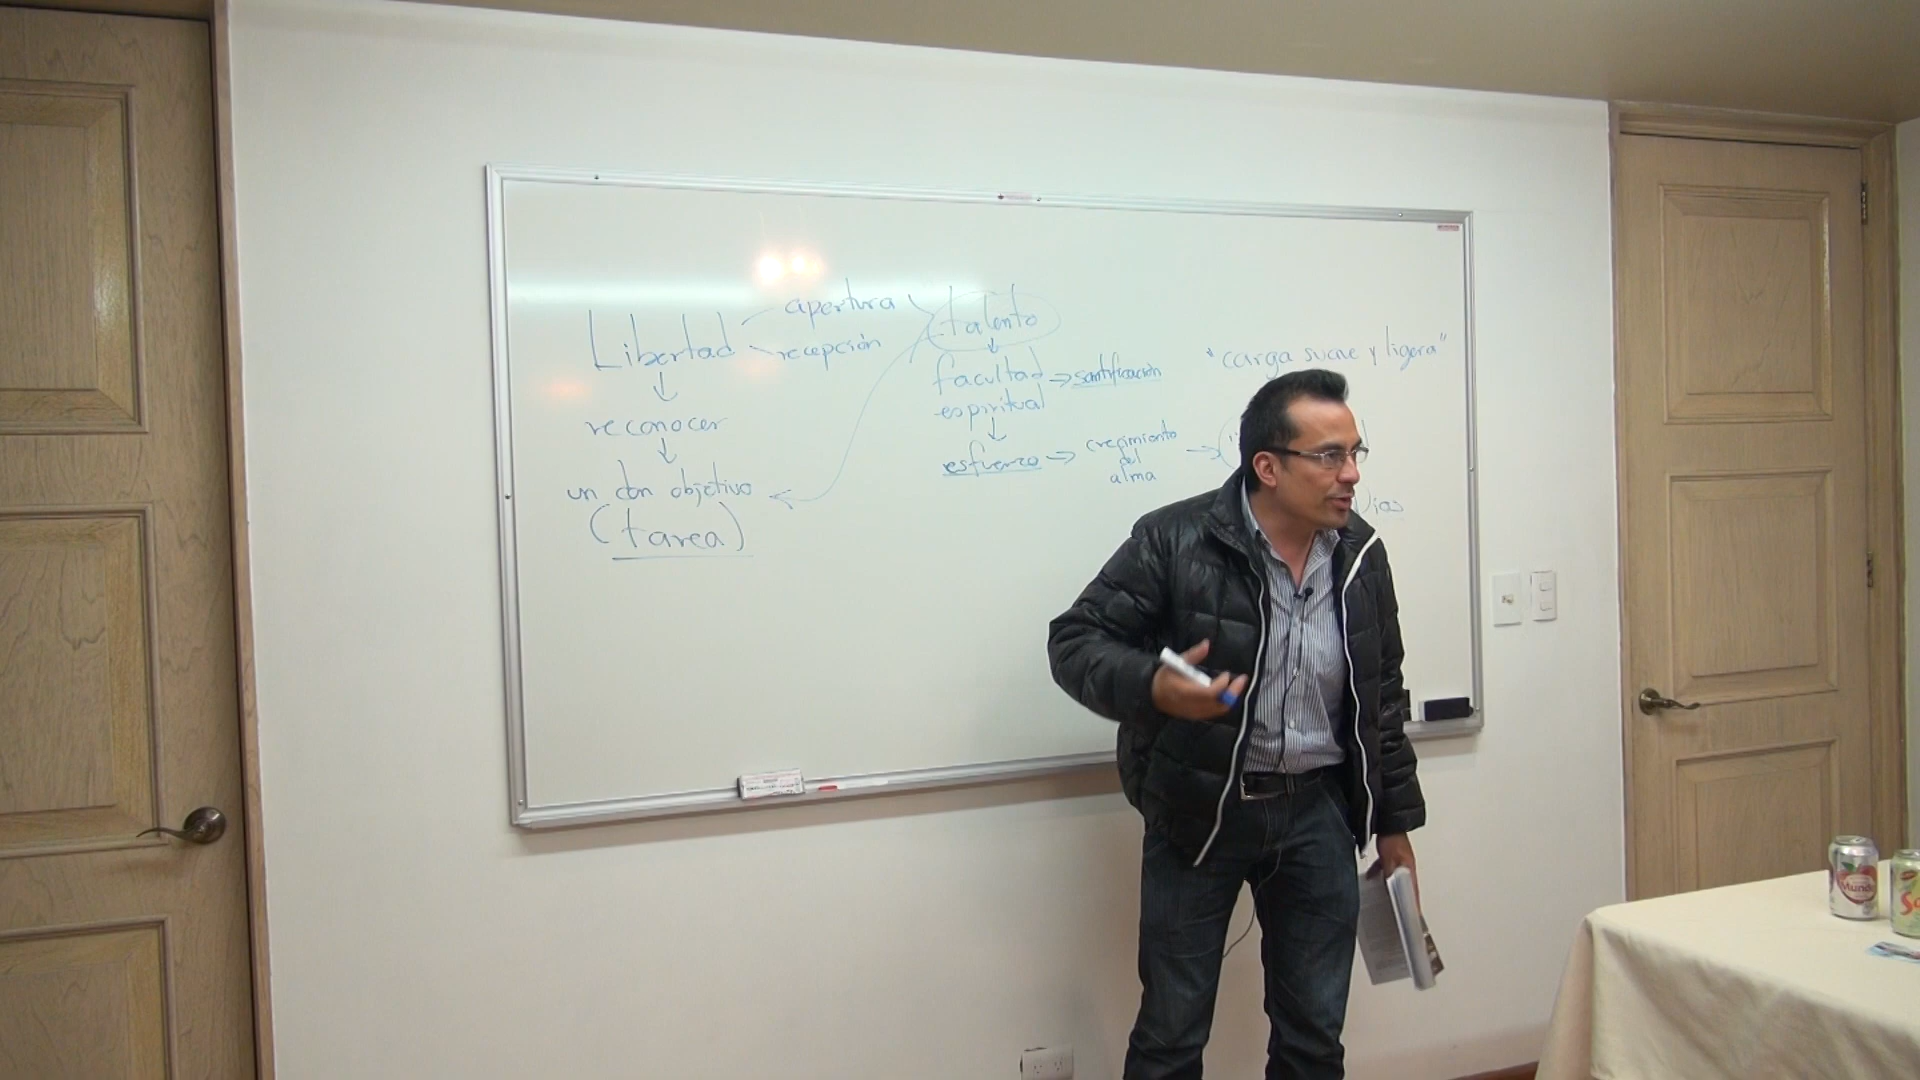 Libertad
apertura
recepción
reconocer
un don objetivo
(tarea)
talento
facultad
espiritual
santificación
esfuerzo
crecimiento
del
alma
"carga suave y ligera"
Mund